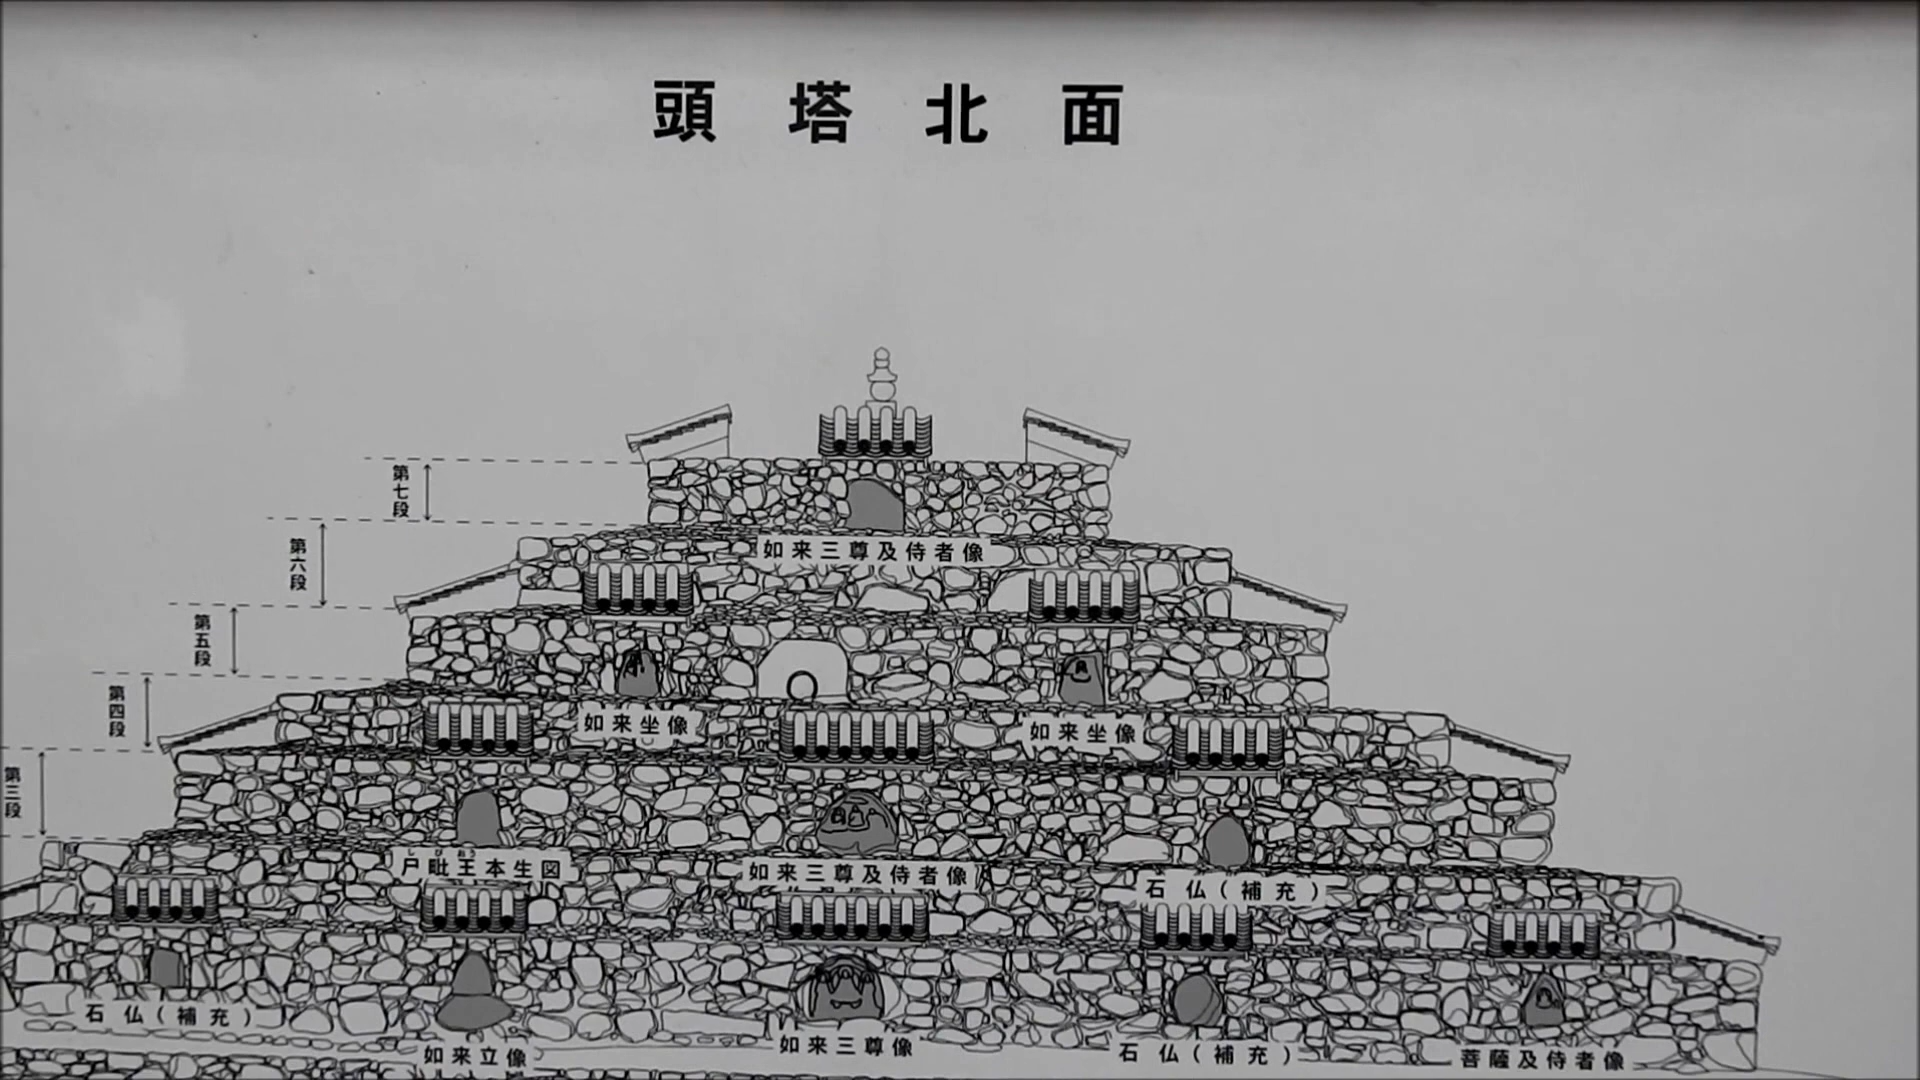 頭塔北面
第七段
第六段
如来三尊及侍者像
第五段
第四段
如来坐像
如来坐像
第三段
しびおう
尸毗王本生図
如来三尊及侍者像
石仏(補充)
石仏(補充)
如来立像
如来三尊像
石仏(補充)
菩薩及侍者像